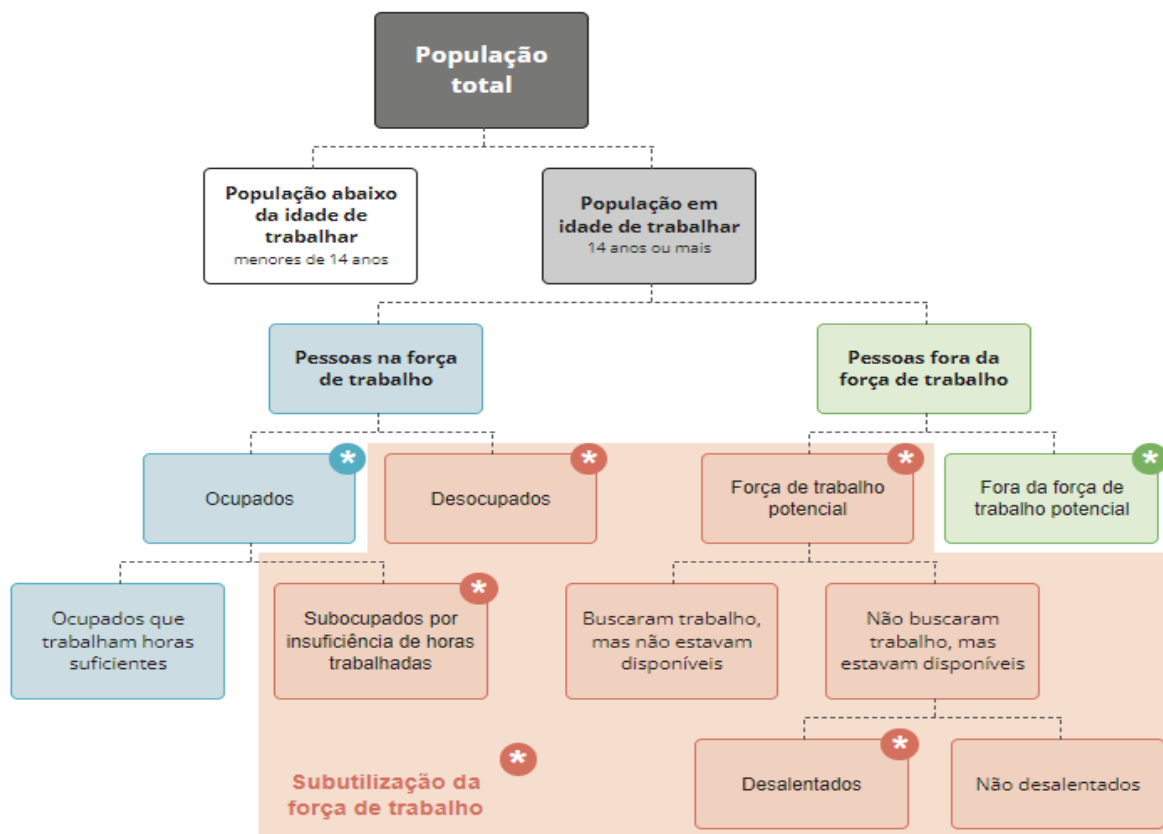 População
total
População abaixo
da idade de
trabalhar
menores de 14 anos
População em
idade de trabalhar
14 anos ou mais
Pessoas na força
de trabalho
Pessoas fora da
força de trabalho
*
Ocupados
*
Desocupados
*
Força de trabalho
potencial
*
Fora da força de
trabalho potencial
Ocupados que
trabalham horas
suficientes
*
Subocupados por
insuficiência de horas
trabalhadas
Buscaram trabalho,
mas não estavam
disponíveis
Não buscaram
trabalho, mas
estavam disponíveis
*
Subutilização da
força de trabalho
*
Desalentados
Não desalentados